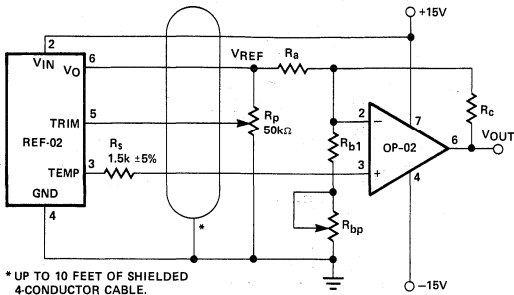 +15V
2
VIN
VO
6
VREF
Ra
TRIM
5
Rp
50kΩ
REF-02
Rs
1.5k ±5%
TEMP
3
GND
4
Rb1
Rbp
2
−
3
+
OP-02
7
6
4
Rc
VOUT
*
* UP TO 10 FEET OF SHIELDED
4-CONDUCTOR CABLE.
−15V